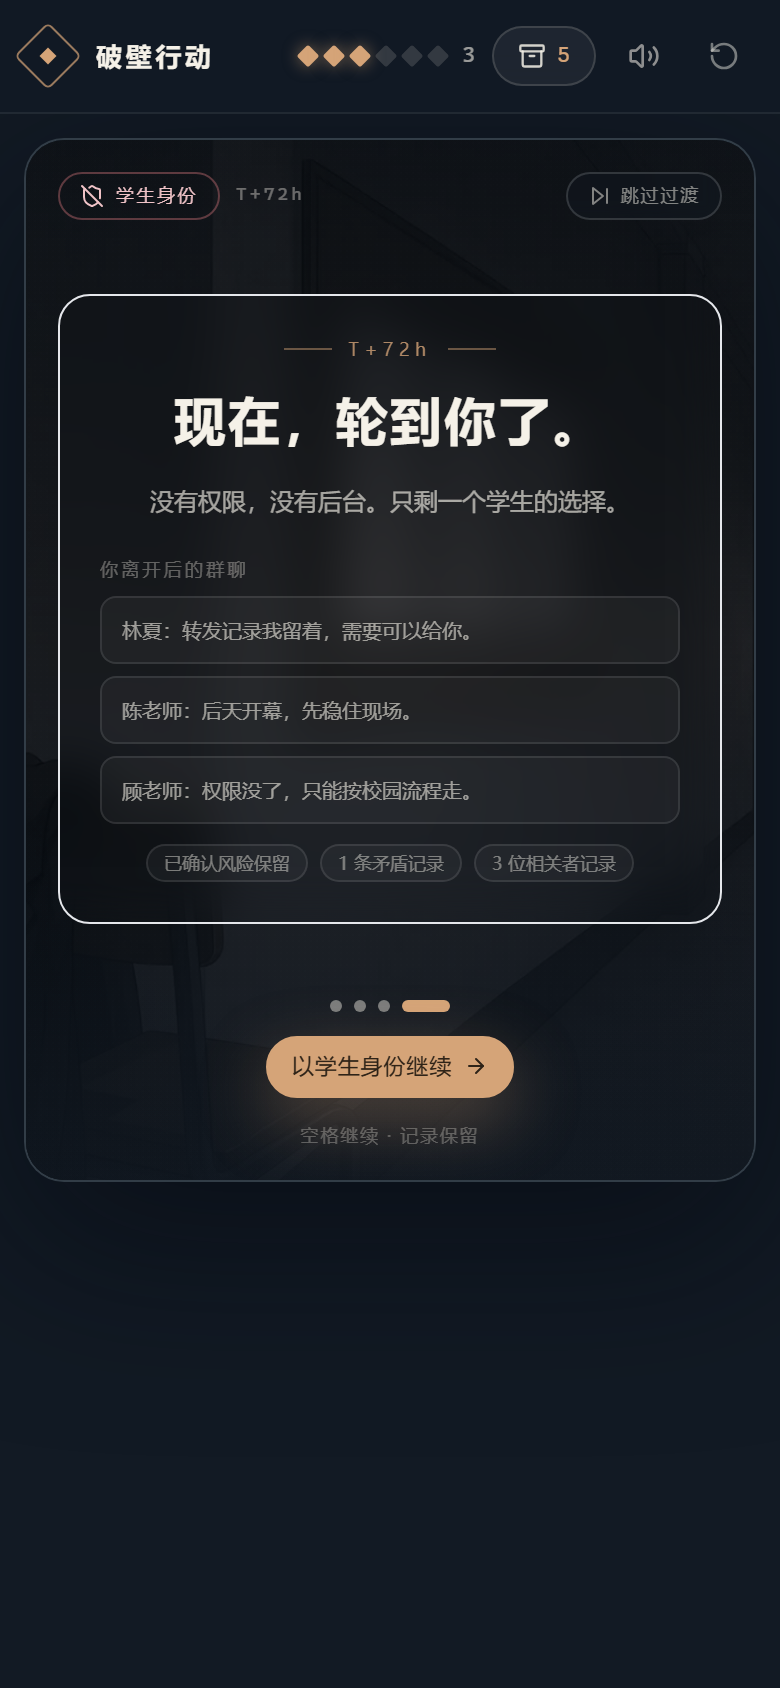 破壁行动
3
5
学生身份
T+72h
跳过过渡
T+72h
现在，轮到你了。
没有权限，没有后台。只剩一个学生的选择。
你离开后的群聊
林夏：转发记录我留着，需要可以给你。
陈老师：后天开幕，先稳住现场。
顾老师：权限没了，只能按校园流程走。
已确认风险保留
1 条矛盾记录
3 位相关者记录
以学生身份继续
空格继续 · 记录保留